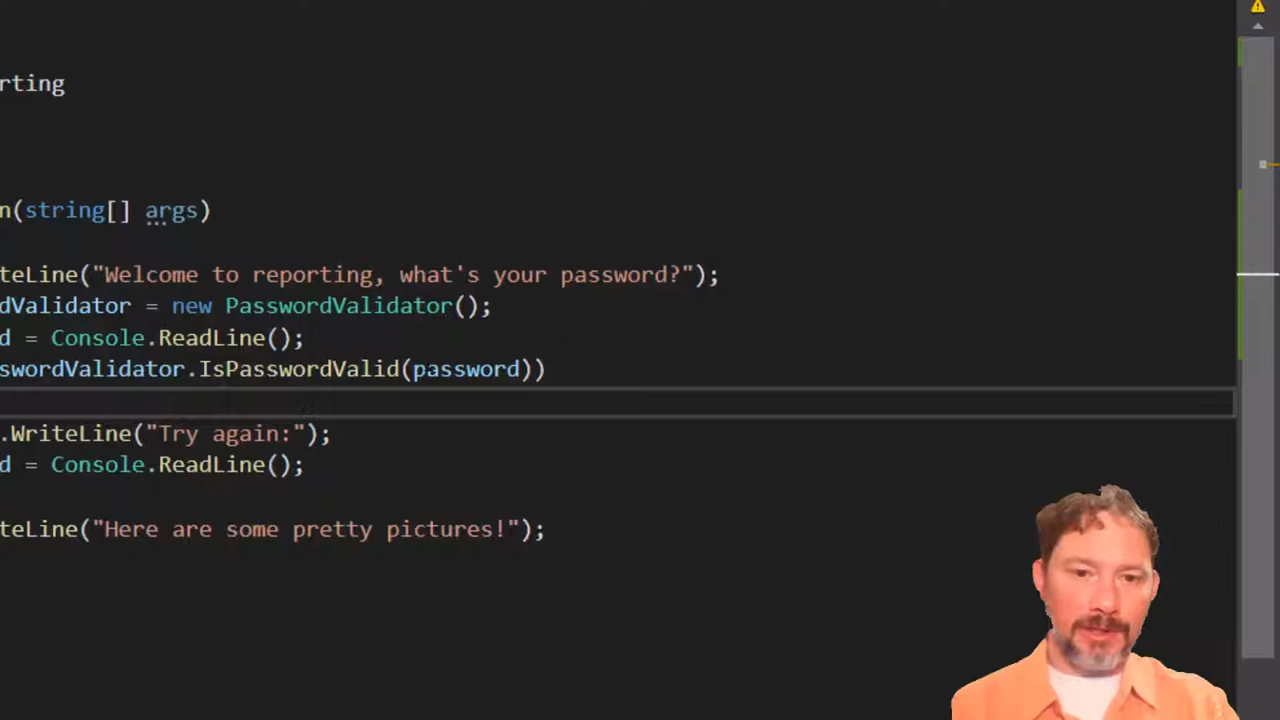 rting
n(string[] args)
teLine("Welcome to reporting, what's your password?");
dValidator = new PasswordValidator();
d = Console.ReadLine();
swordValidator.IsPasswordValid(password))
.WriteLine("Try again:");
d = Console.ReadLine();
teLine("Here are some pretty pictures!");